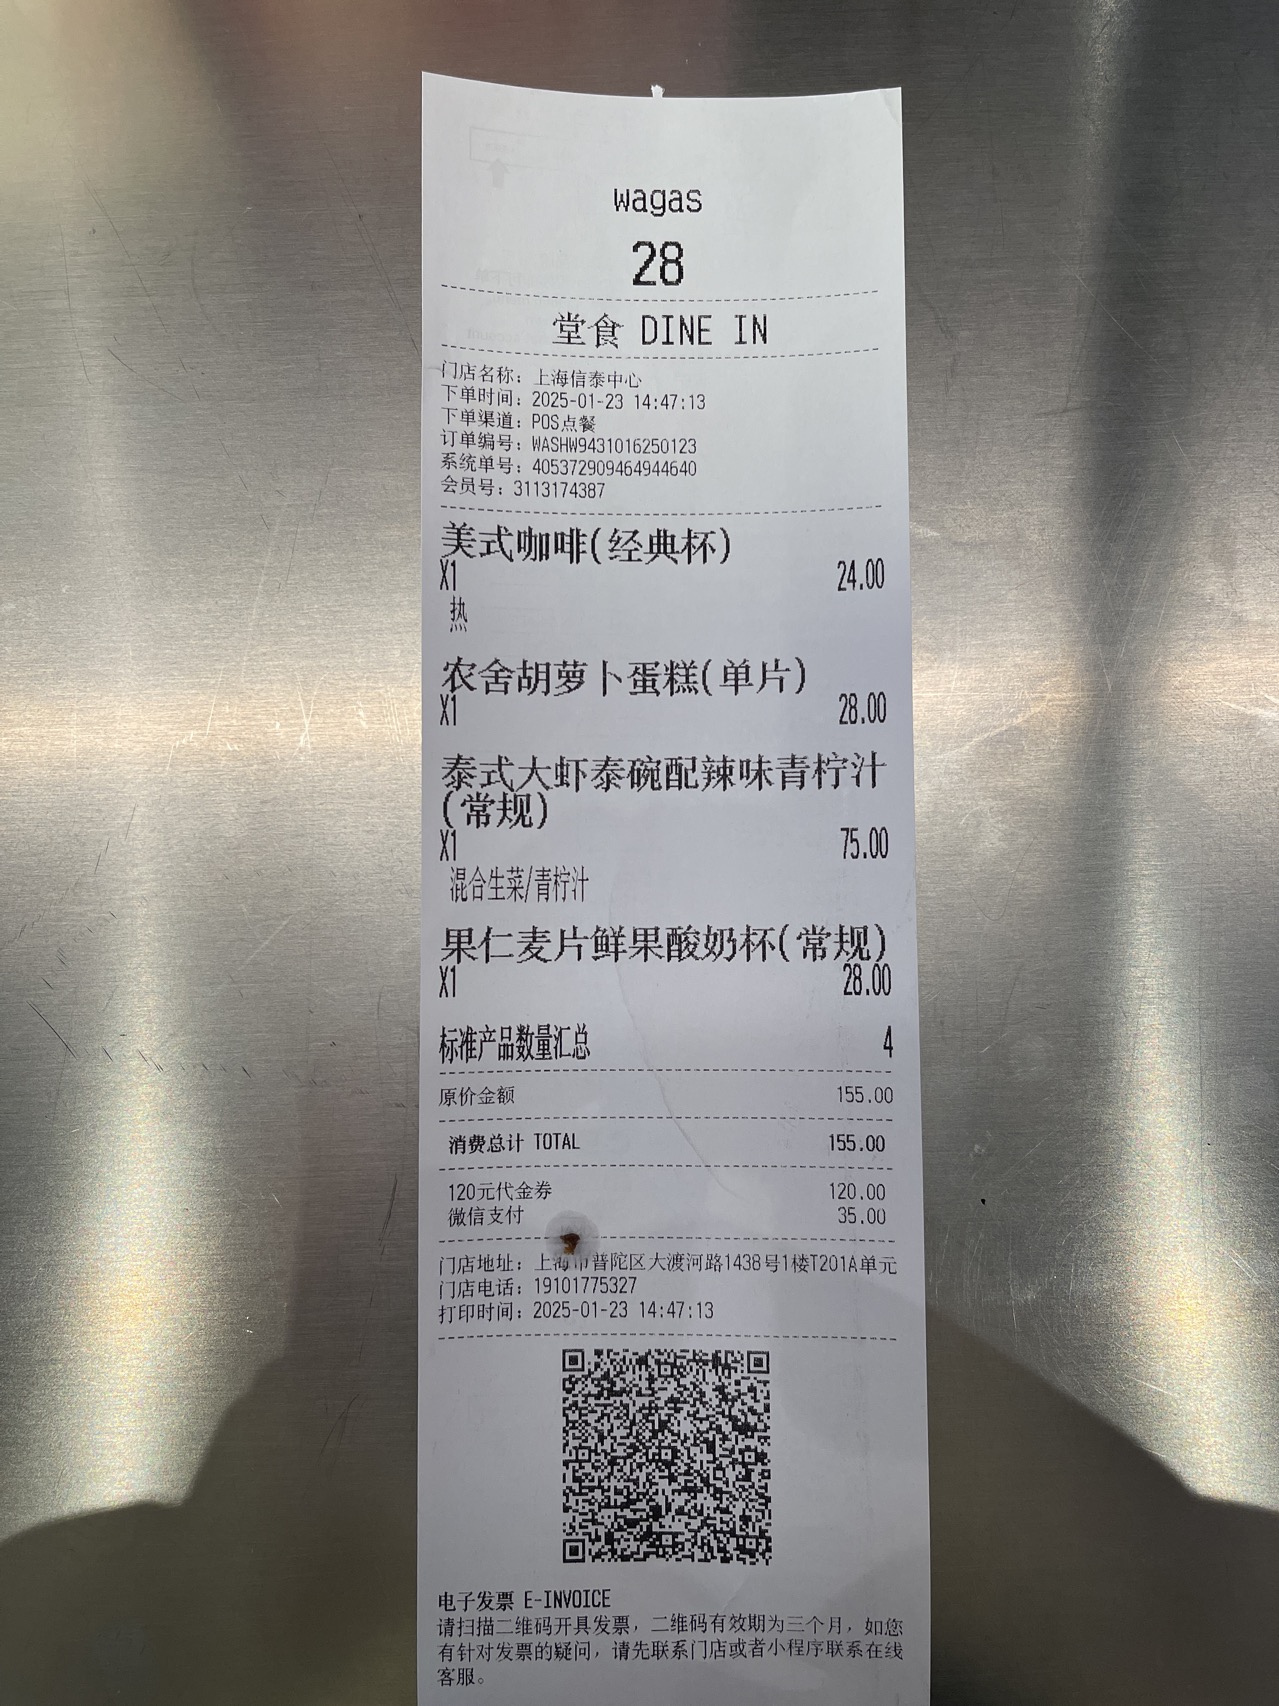 wagas
28
堂食 DINE IN
门店名称：上海信泰中心
下单时间：2025-01-23 14:47:13
下单渠道：POS点餐
订单编号：WASHW9431016250123
系统单号：405372909464944640
会员号：3113174387
美式咖啡(经典杯)
X1 24.00
热
农舍胡萝卜蛋糕(单片)
X1 28.00
泰式大虾泰碗配辣味青柠汁
(常规)
X1 75.00
混合生菜/青柠汁
果仁麦片鲜果酸奶杯(常规)
X1 28.00
标准产品数量汇总 4
原价金额 155.00
消费总计 TOTAL 155.00
120元代金券 120.00
微信支付 35.00
门店地址：上海市普陀区大渡河路1438号1楼T201A单元
门店电话：19101775327
打印时间：2025-01-23 14:47:13
电子发票 E-INVOICE
请扫描二维码开具发票，二维码有效期为三个月，如您
有针对发票的疑问，请先联系门店或者小程序联系在线
客服。